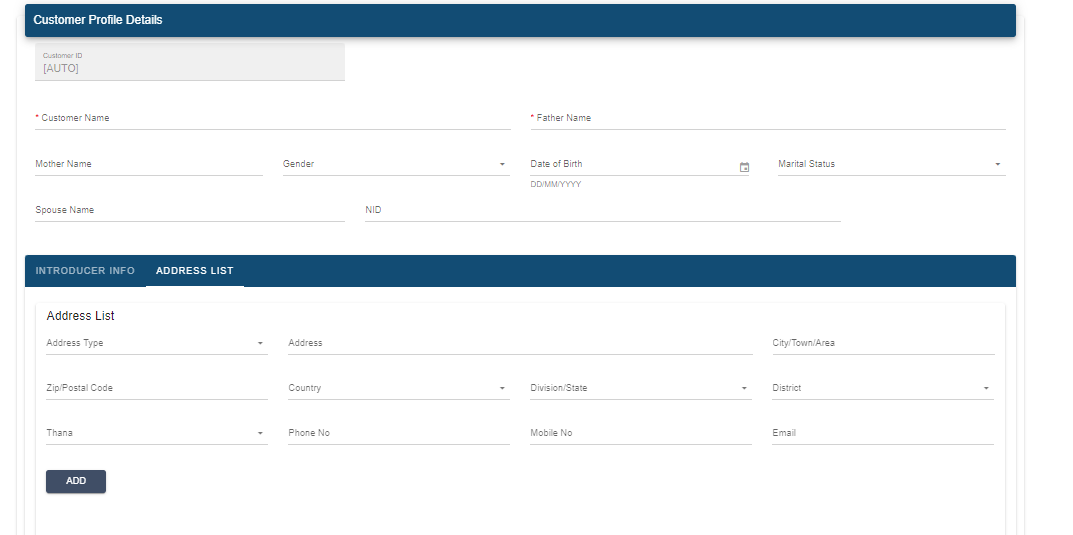 Customer Profile Details
Customer ID
[AUTO]
* Customer Name * Father Name
Mother Name Gender Date of Birth Marital Status
DD/MM/YYYY
Spouse Name NID
INTRODUCER INFO ADDRESS LIST
Address List
Address Type Address City/Town/Area
Zip/Postal Code Country Division/State District
Thana Phone No Mobile No Email
ADD